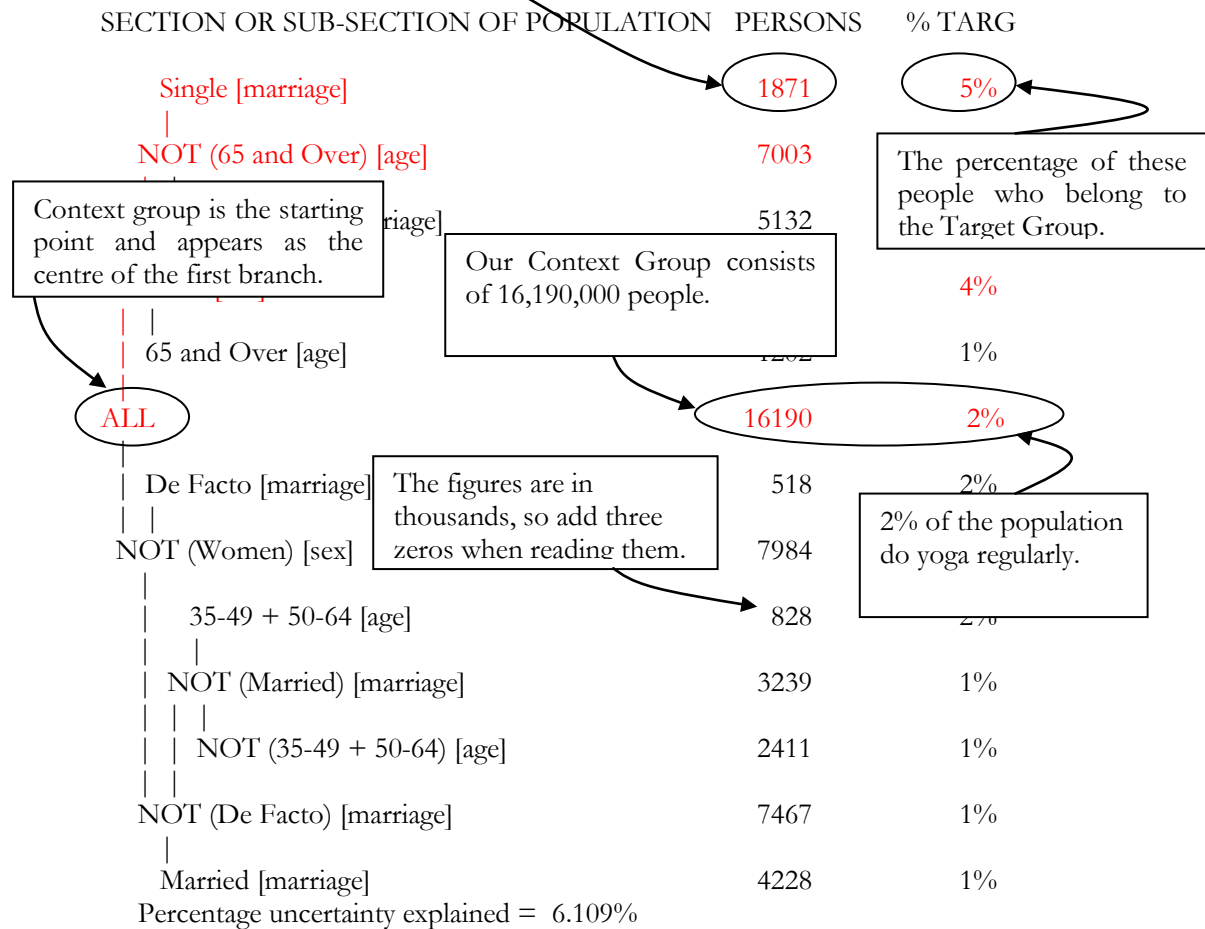 SECTION OR SUB-SECTION OF POPULATION PERSONS % TARG
Single [marriage] 1871 5%
NOT (65 and Over) [age] 7003
The percentage of these
people who belong to
the Target Group.
Context group is the starting
point and appears as the
centre of the first branch.
5132
Our Context Group consists
of 16,190,000 people.
4%
65 and Over [age] 1%
ALL 16190 2%
De Facto [marriage] 518 2%
The figures are in
thousands, so add three
zeros when reading them.
2% of the population
do yoga regularly.
NOT (Women) [sex] 7984
35-49 + 50-64 [age] 828
NOT (Married) [marriage] 3239 1%
NOT (35-49 + 50-64) [age] 2411 1%
NOT (De Facto) [marriage] 7467 1%
Married [marriage] 4228 1%
Percentage uncertainty explained = 6.109%